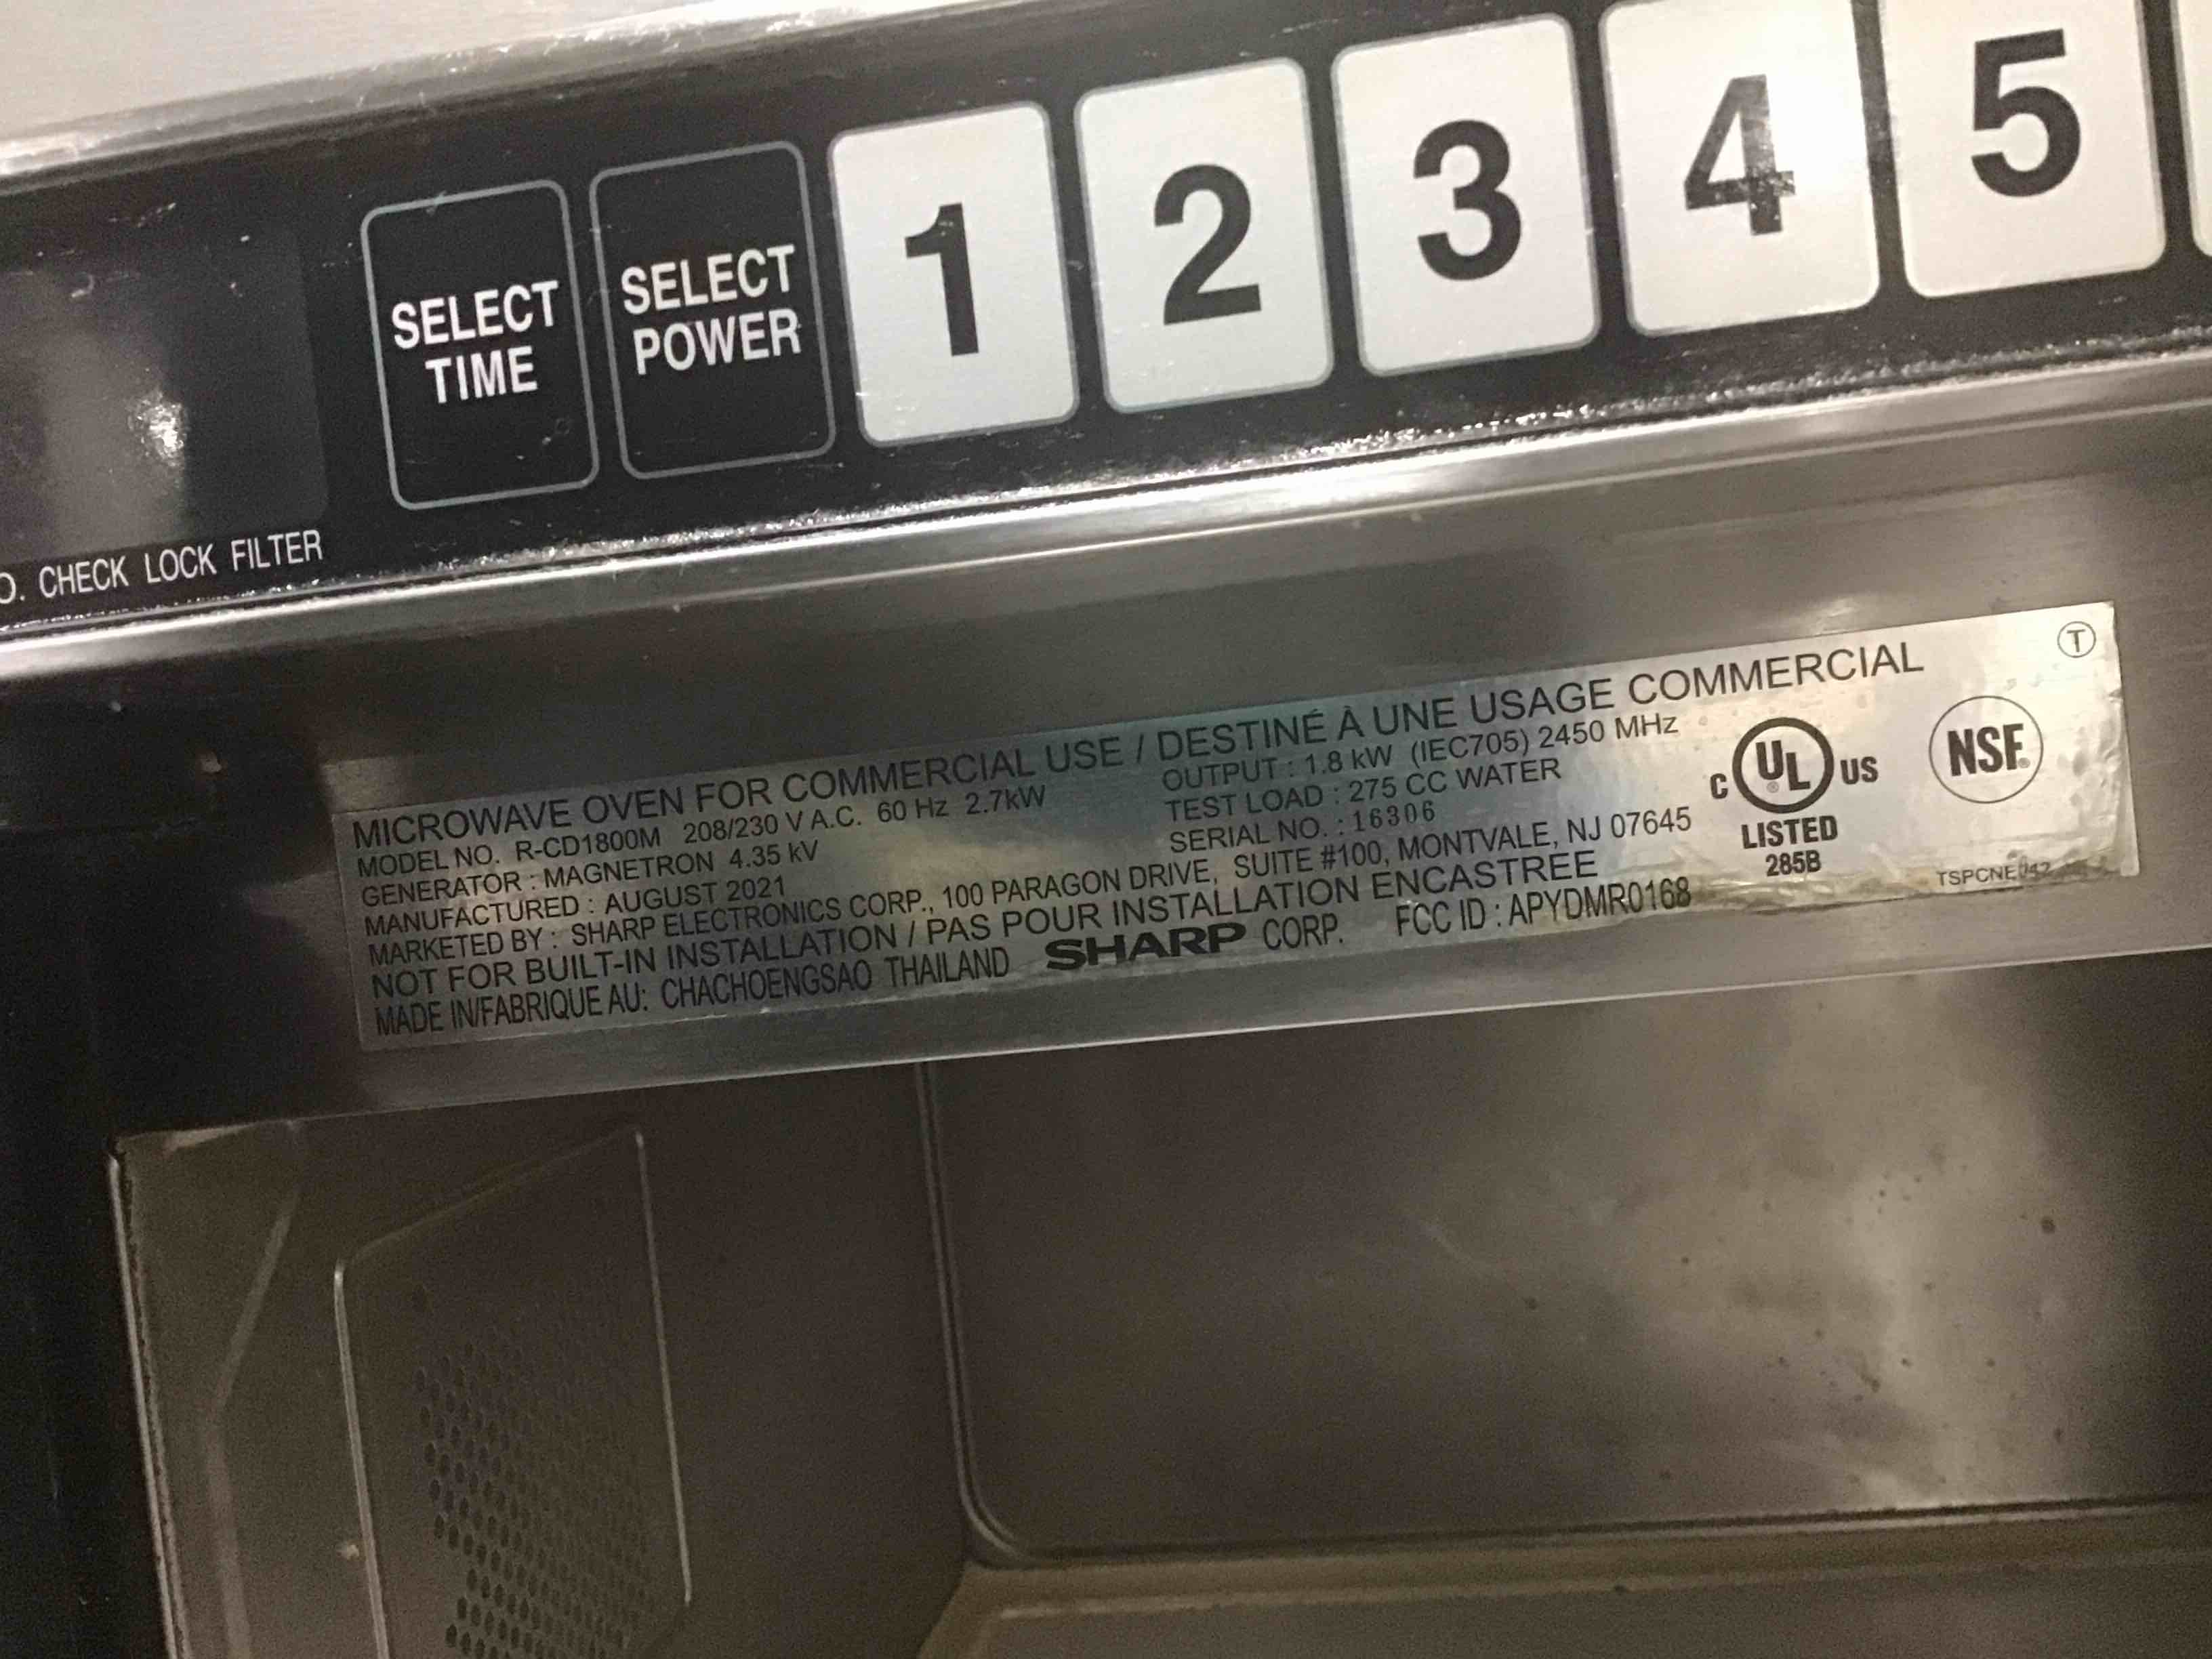 SELECT TIME
SELECT POWER
1 2 3 4 5
CHECK LOCK FILTER
T
MICROWAVE OVEN FOR COMMERCIAL USE / DESTINÉ À UNE USAGE COMMERCIAL
MODEL NO. R-CD1800M 208/230 V A.C. 60 Hz 2.7kW OUTPUT : 1.8 kW (IEC705) 2450 MHz
GENERATOR : MAGNETRON 4.35 kV TEST LOAD : 275 CC WATER
MANUFACTURED : AUGUST 2021 SERIAL NO. : 16306
MARKETED BY : SHARP ELECTRONICS CORP., 100 PARAGON DRIVE, SUITE #100, MONTVALE, NJ 07645
NOT FOR BUILT-IN INSTALLATION / PAS POUR INSTALLATION ENCASTREE
MADE IN/FABRIQUE AU: CHACHOENGSAO THAILAND SHARP CORP. FCC ID : APYDMR0168
C UL US
LISTED
285B
NSF